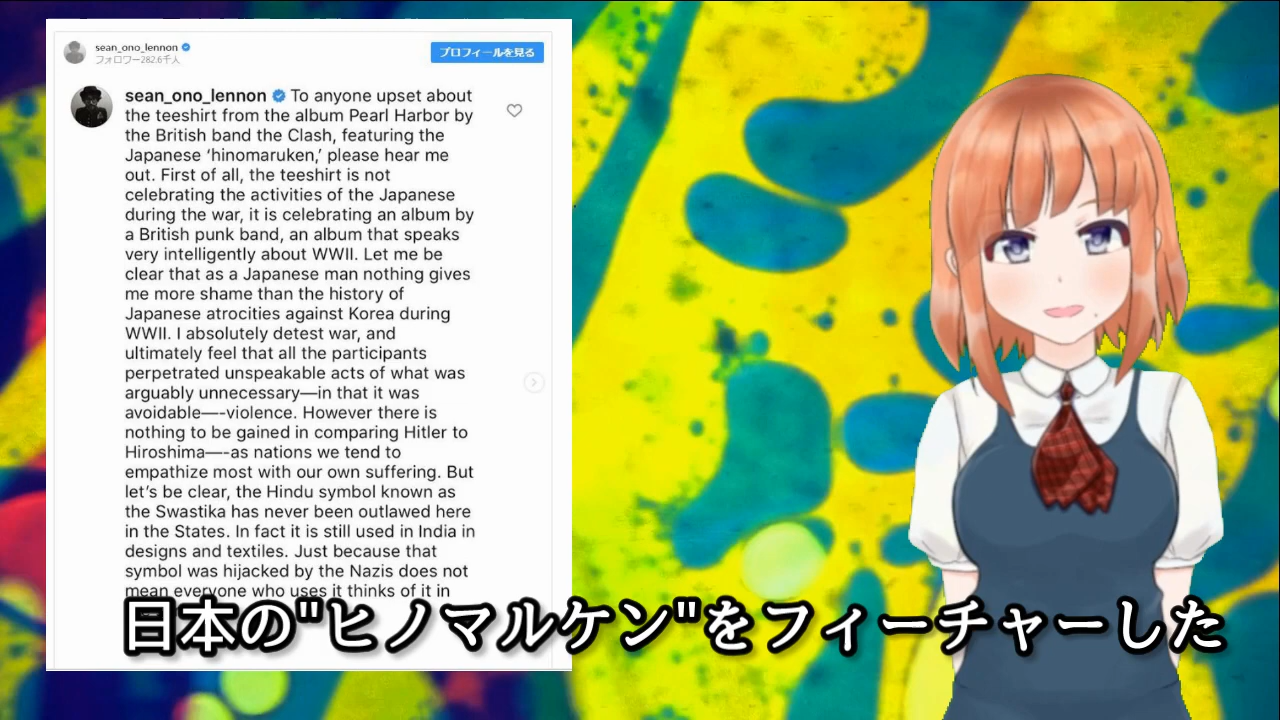 sean_ono_lennon
フォロワー282.6千人
プロフィールを見る
sean_ono_lennon To anyone upset about
the teeshirt from the album Pearl Harbor by
the British band the Clash, featuring the
Japanese ‘hinomaruken,’ please hear me
out. First of all, the teeshirt is not
celebrating the activities of the Japanese
during the war, it is celebrating an album by
a British punk band, an album that speaks
very intelligently about WWII. Let me be
clear that as a Japanese man nothing gives
me more shame than the history of
Japanese atrocities against Korea during
WWII. I absolutely detest war, and
ultimately feel that all the participants
perpetrated unspeakable acts of what was
arguably unnecessary—in that it was
avoidable—-violence. However there is
nothing to be gained in comparing Hitler to
Hiroshima—-as nations we tend to
empathize most with our own suffering. But
let’s be clear, the Hindu symbol known as
the Swastika has never been outlawed here
in the States. In fact it is still used in India in
designs and textiles. Just because that
symbol was hijacked by the Nazis does not
mean everyone who uses it thinks of it in
日本の"ヒノマルケン"をフィーチャーした